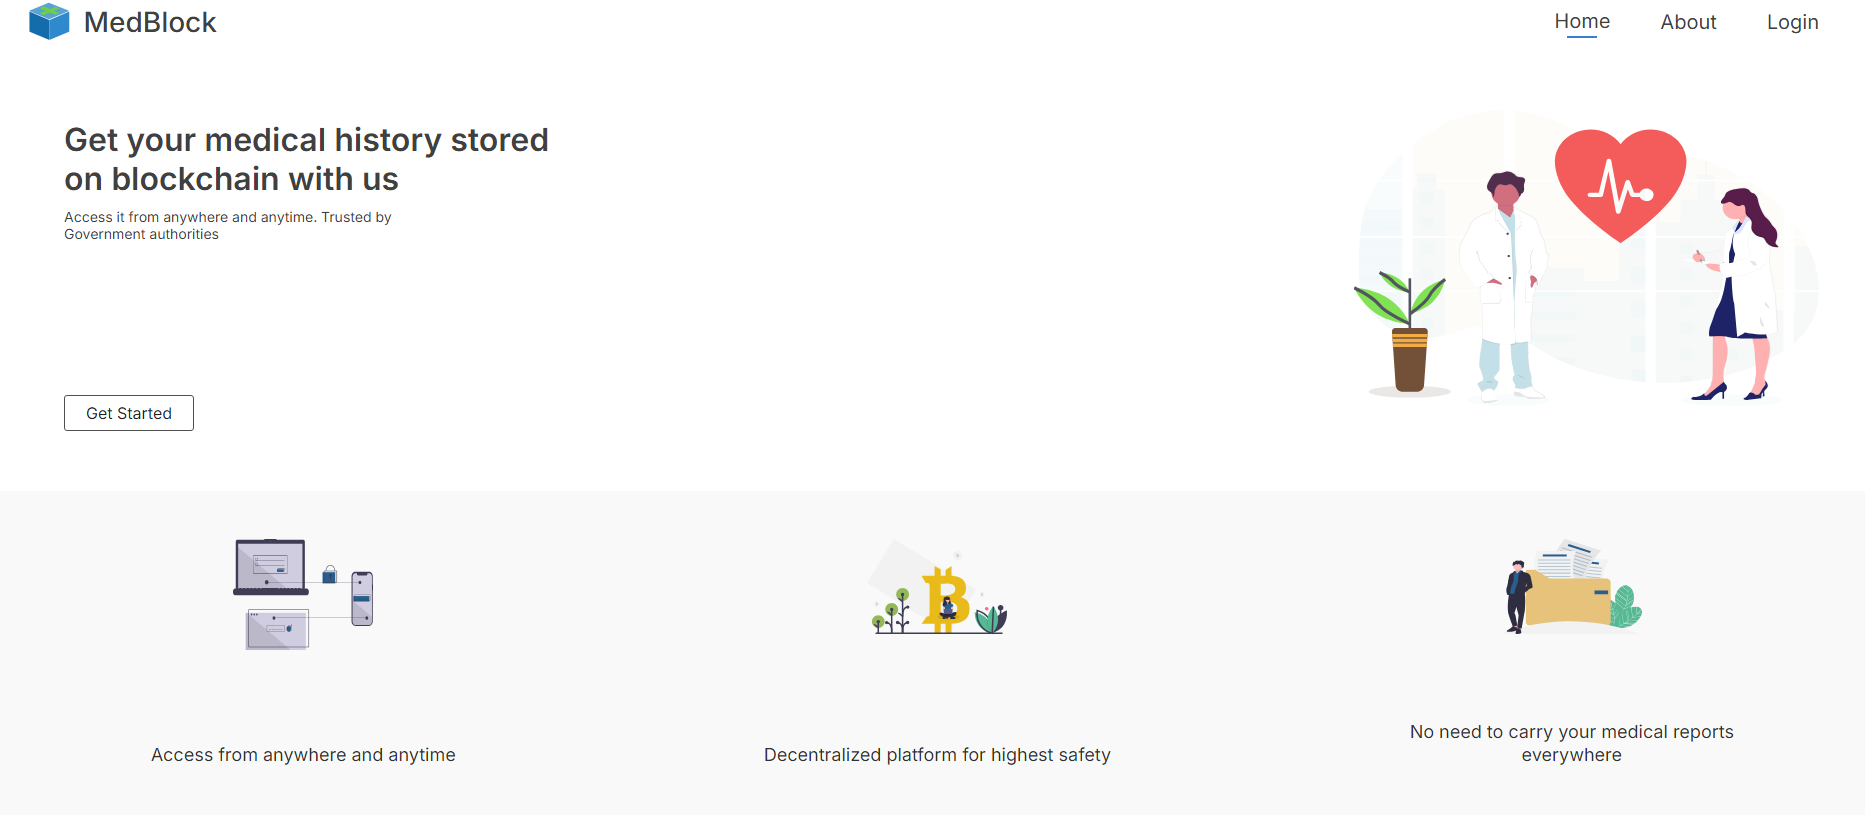 MedBlock
Home
About
Login
Get your medical history stored
on blockchain with us
Access it from anywhere and anytime. Trusted by
Government authorities
Get Started
Access from anywhere and anytime
Decentralized platform for highest safety
No need to carry your medical reports
everywhere